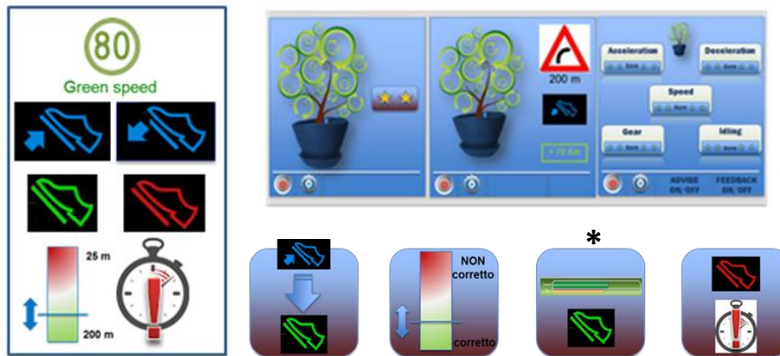 80
Green speed
25 m
200 m
200 m
+ 79 Km
Acceleration
Deceleration
Speed
Gear
Idling
ADVISE
ON/OFF
FEEDBACK
ON/OFF
*
NON
corretto
corretto